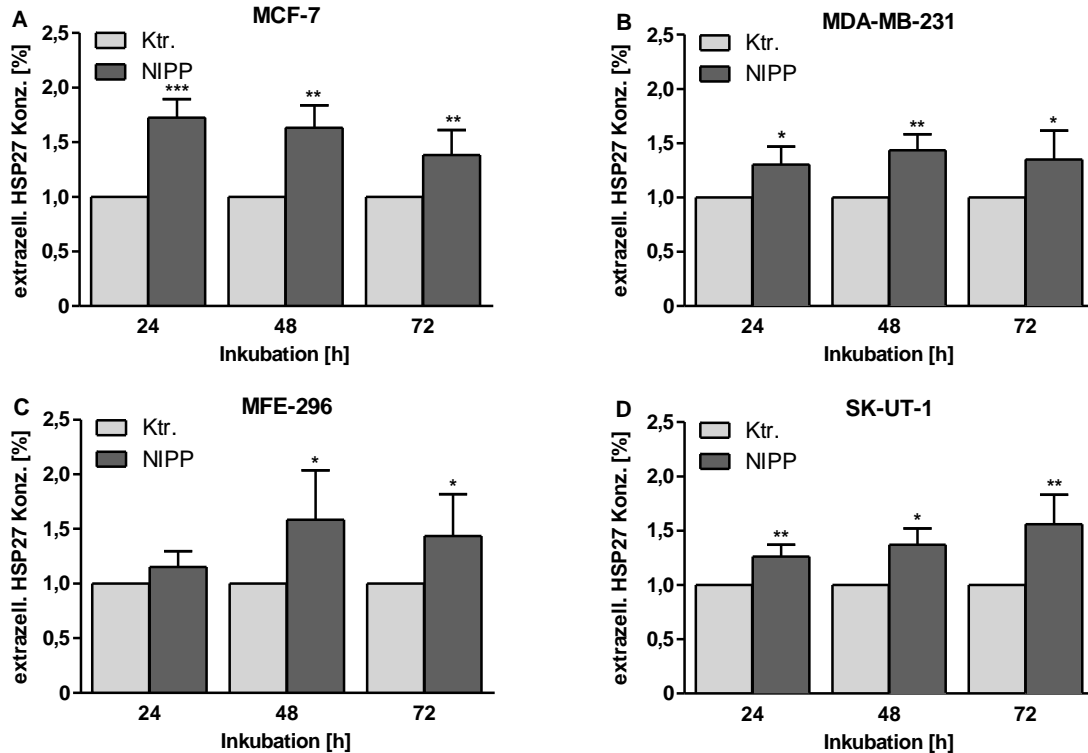 A
MCF-7
extrazell. HSP27 Konz. [%]
2,5
2,0
1,5
1,0
0,5
0
Ktr.
NIPP
***
**
**
24 48 72
Inkubation [h]
B
MDA-MB-231
extrazell. HSP27 Konz. [%]
2,5
2,0
1,5
1,0
0,5
0
Ktr.
NIPP
*
**
*
24 48 72
Inkubation [h]
C
MFE-296
extrazell. HSP27 Konz. [%]
2,5
2,0
1,5
1,0
0,5
0
Ktr.
NIPP
*
*
24 48 72
Inkubation [h]
D
SK-UT-1
extrazell. HSP27 Konz. [%]
2,5
2,0
1,5
1,0
0,5
0
Ktr.
NIPP
**
*
**
24 48 72
Inkubation [h]